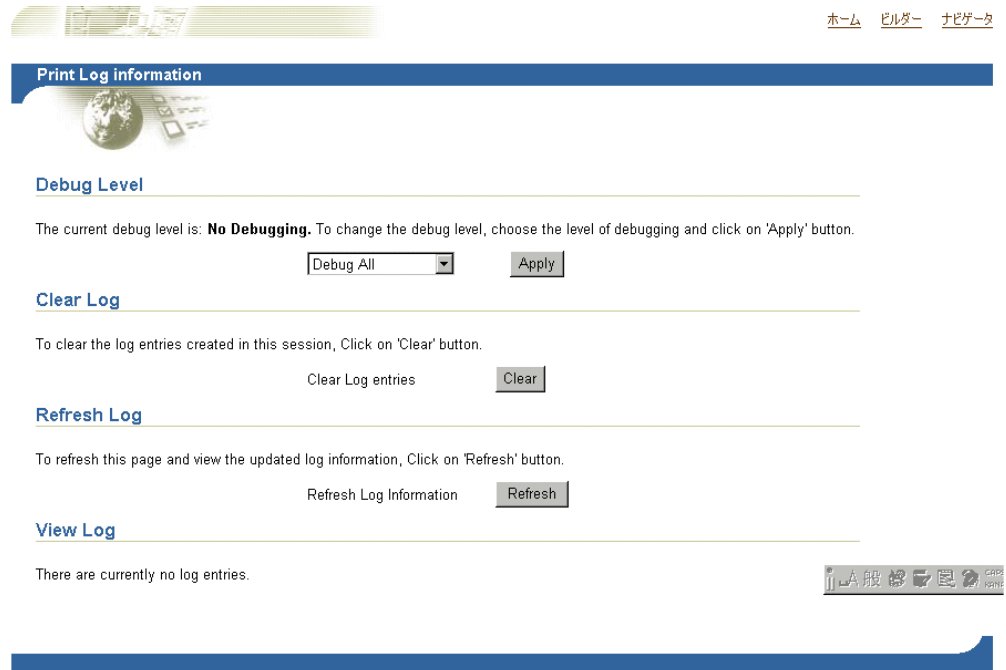 ホーム ビルダー ナビゲータ
Print Log information
Debug Level
The current debug level is: No Debugging. To change the debug level, choose the level of debugging and click on 'Apply' button.
Debug All Apply
Clear Log
To clear the log entries created in this session, Click on 'Clear' button.
Clear Log entries Clear
Refresh Log
To refresh this page and view the updated log information, Click on 'Refresh' button.
Refresh Log Information Refresh
View Log
There are currently no log entries.
A 般